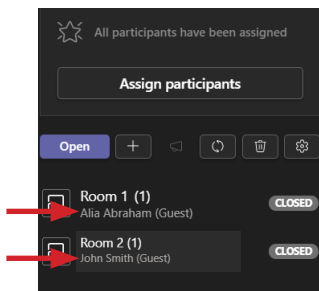 All participants have been assigned
Assign participants
Open
Room 1 (1)
CLOSED
Alia Abraham (Guest)
Room 2 (1)
CLOSED
John Smith (Guest)